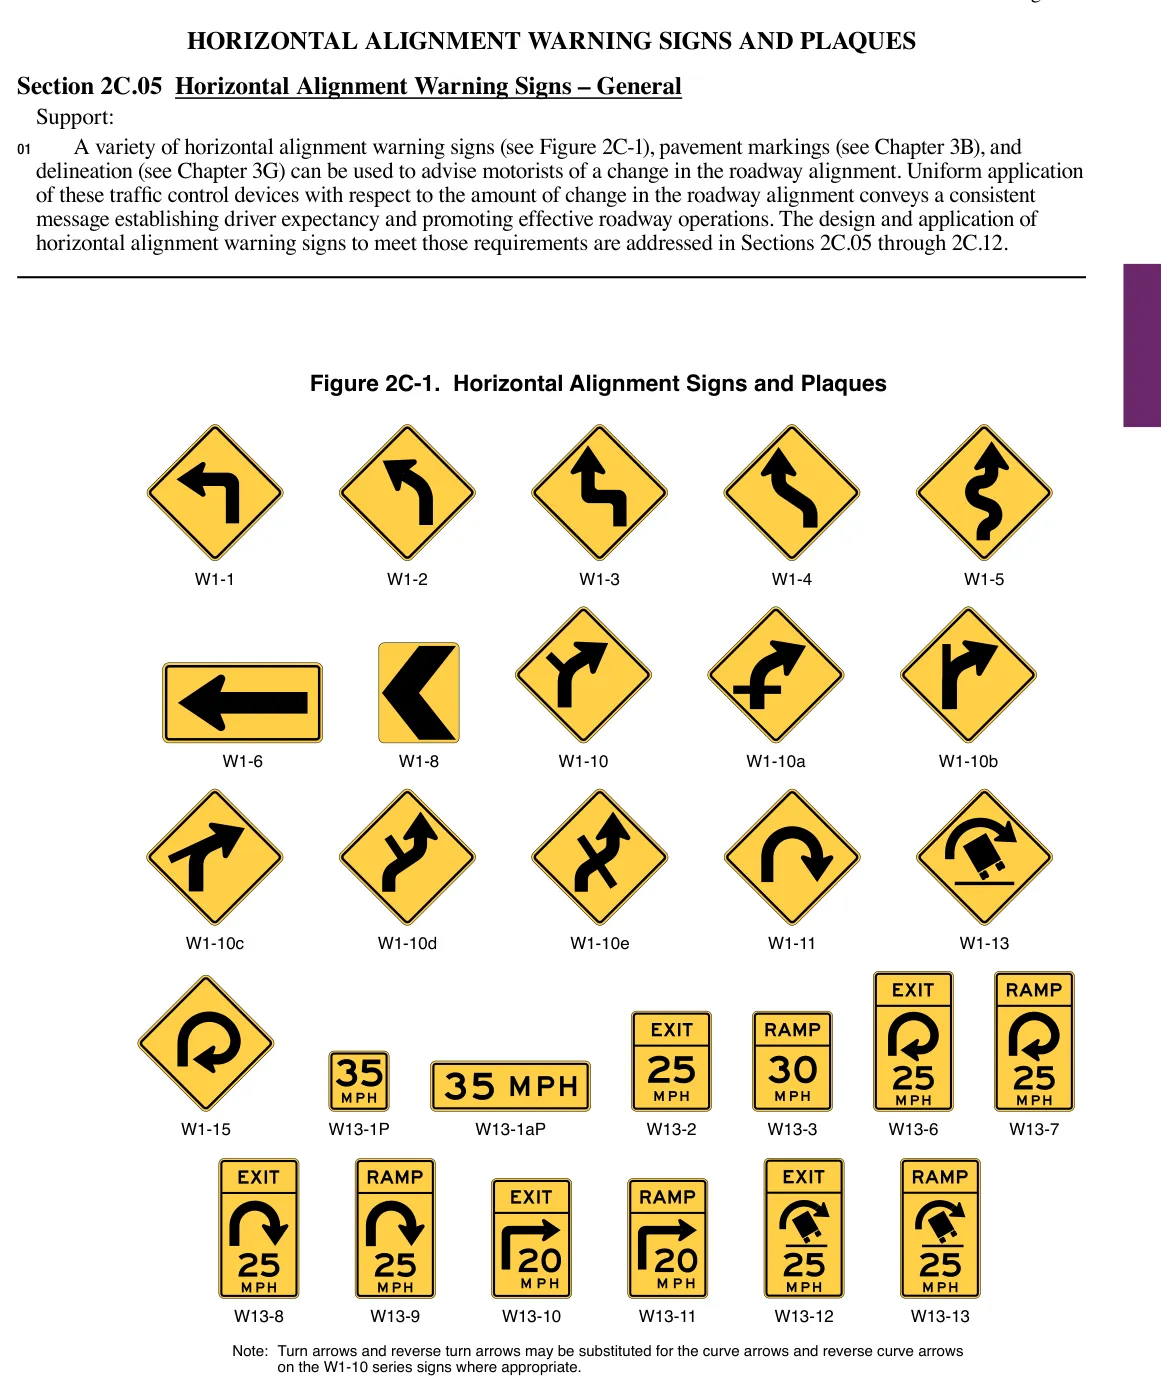 HORIZONTAL ALIGNMENT WARNING SIGNS AND PLAQUES
Section 2C.05 Horizontal Alignment Warning Signs – General
Support:
01 A variety of horizontal alignment warning signs (see Figure 2C-1), pavement markings (see Chapter 3B), and
delineation (see Chapter 3G) can be used to advise motorists of a change in the roadway alignment. Uniform application
of these traffic control devices with respect to the amount of change in the roadway alignment conveys a consistent
message establishing driver expectancy and promoting effective roadway operations. The design and application of
horizontal alignment warning signs to meet those requirements are addressed in Sections 2C.05 through 2C.12.
Figure 2C-1. Horizontal Alignment Signs and Plaques
W1-1 W1-2 W1-3 W1-4 W1-5
W1-6 W1-8 W1-10 W1-10a W1-10b
W1-10c W1-10d W1-10e W1-11 W1-13
EXIT RAMP
EXIT RAMP
35 35 MPH 25 30 25 25
MPH MPH MPH MPH MPH
W1-15 W13-1P W13-1aP W13-2 W13-3 W13-6 W13-7
EXIT RAMP EXIT RAMP EXIT RAMP
25 25 20 20 25 25
MPH MPH MPH MPH MPH MPH
W13-8 W13-9 W13-10 W13-11 W13-12 W13-13
Note: Turn arrows and reverse turn arrows may be substituted for the curve arrows and reverse curve arrows
on the W1-10 series signs where appropriate.